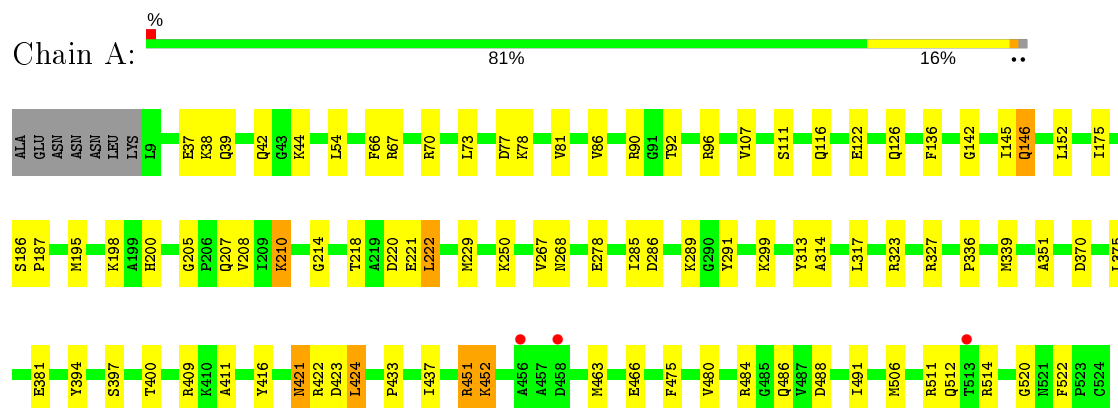 %
Chain A:
81% 16% ••
ALA GLU ASN ASN ASN LEU LYS L9 E37 K38 Q39 Q42 G43 K44 L54 F66 R67 R70 L73 D77 K78 V81 V86 R90 G91 T92 R96 V107 S111 Q116 E122 Q126 F136 G142 I145 Q146 L152 I175
S186 P187 M195 K198 A199 H200 G205 P206 Q207 V208 I209 K210 G214 T218 A219 D220 E221 L222 M229 K250 V267 N268 E278 I285 D286 K289 G290 Y291 K299 Y313 A314 L317 R323 R327 P336 M339 A351 D370 L375
E381 Y394 S397 T400 R409 K410 A411 Y416 N421 R422 D423 L424 P433 I437 R451 K452 A456 A457 D458 M463 E466 F475 V480 R484 G485 Q486 V487 D488 I491 M506 R511 Q512 T513 R514 G520 N521 F522 P523 C524